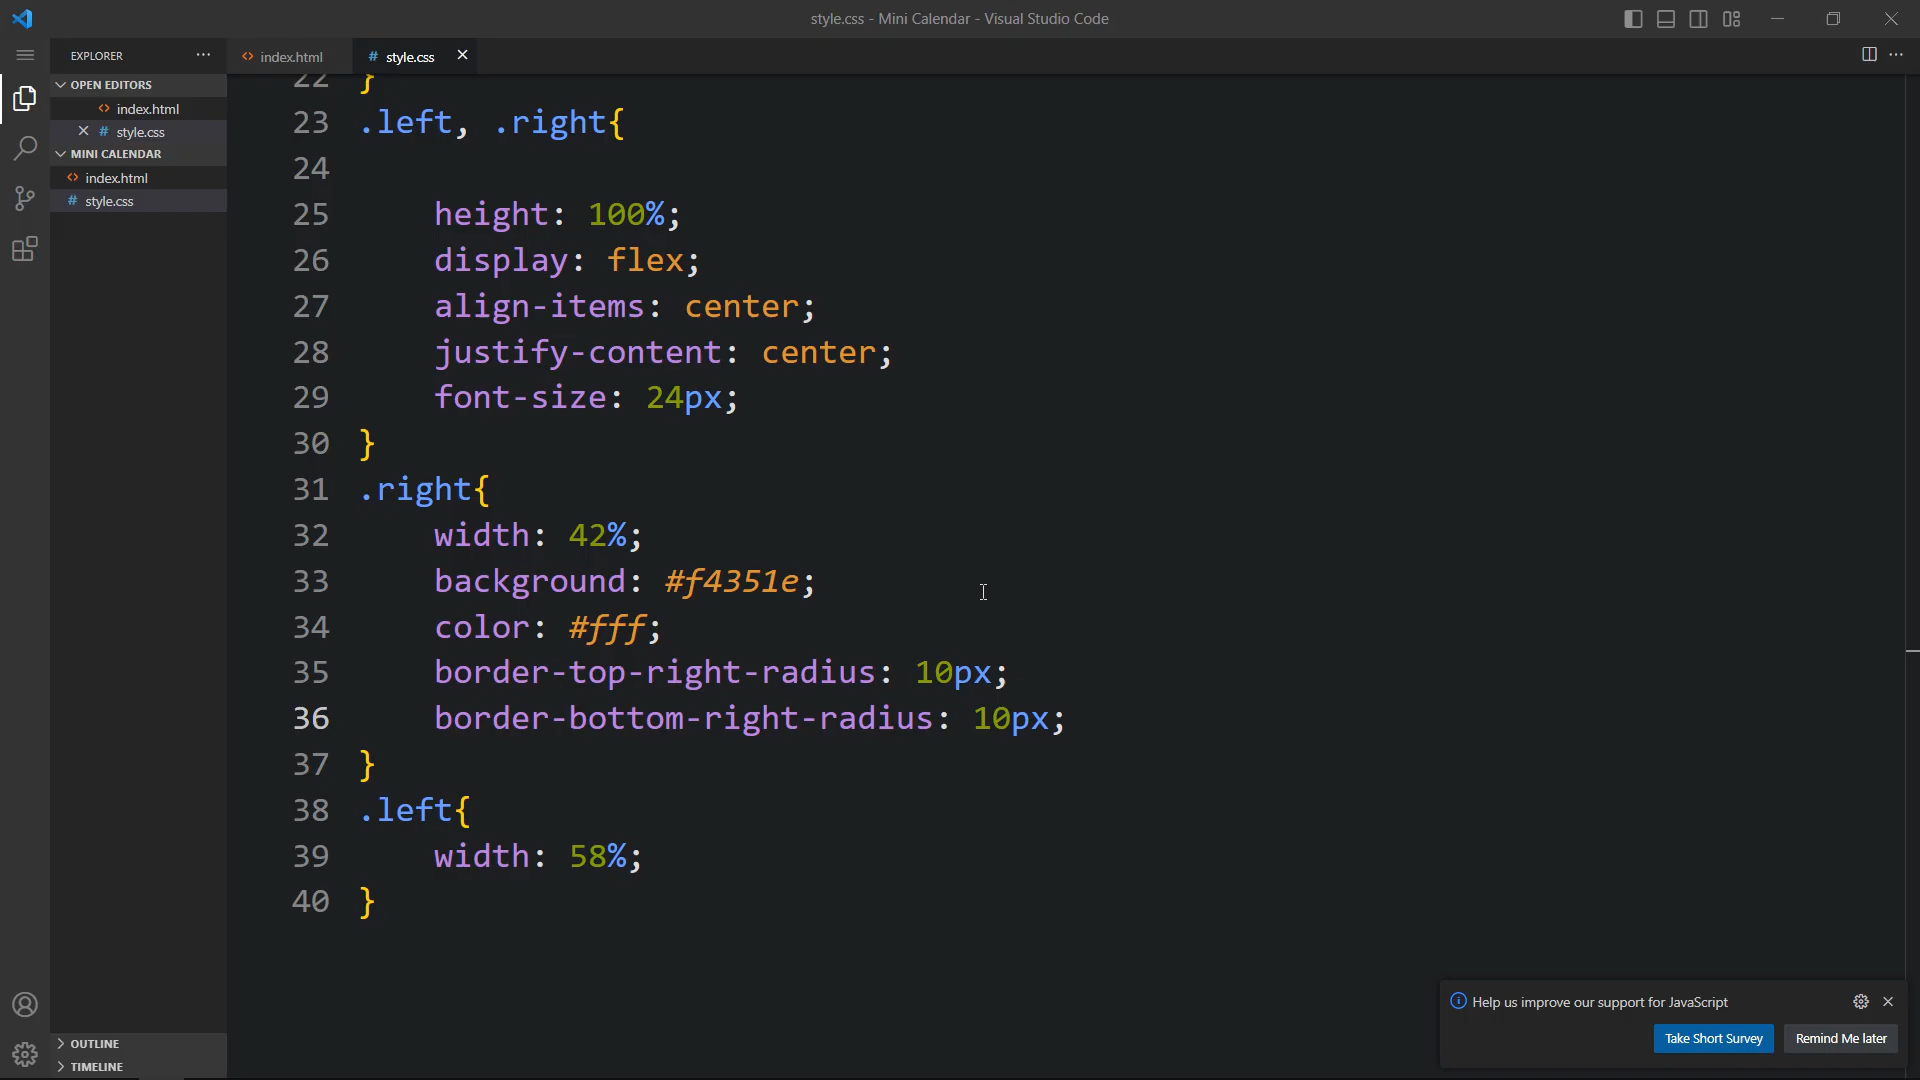 style.css - Mini Calendar - Visual Studio Code
EXPLORER
index.html
# style.css
OPEN EDITORS
index.html
# style.css
MINI CALENDAR
index.html
# style.css
OUTLINE
TIMELINE
22 }
23 .left, .right{
24
25 height: 100%;
26 display: flex;
27 align-items: center;
28 justify-content: center;
29 font-size: 24px;
30 }
31 .right{
32 width: 42%;
33 background: #f4351e;
34 color: #fff;
35 border-top-right-radius: 10px;
36 border-bottom-right-radius: 10px;
37 }
38 .left{
39 width: 58%;
40 }
Help us improve our support for JavaScript
Take Short Survey
Remind Me later